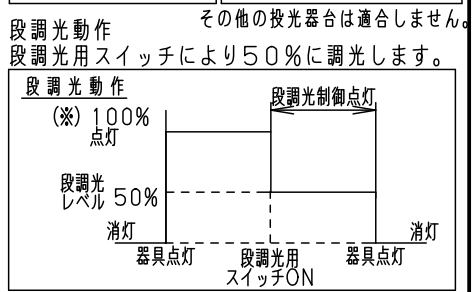 その他の投光器台は適合しません。
段調光動作
段調光用スイッチにより50%に調光します。
段調光動作
(※)100%
点灯
段調光制御点灯
段調光
レベル 50%
消灯
消灯
器具点灯
段調光用
スイッチON
器具点灯